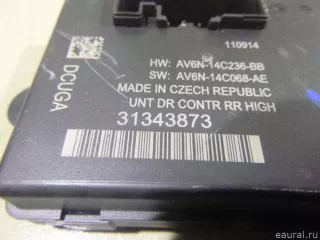 110914
HW: AV6N-14C236-BB
SW: AV6N-14C068-AE
MADE IN CZECH REPUBLIC
UNT DR CONTR RR HIGH
31343873
DCUGA
eaural.ru